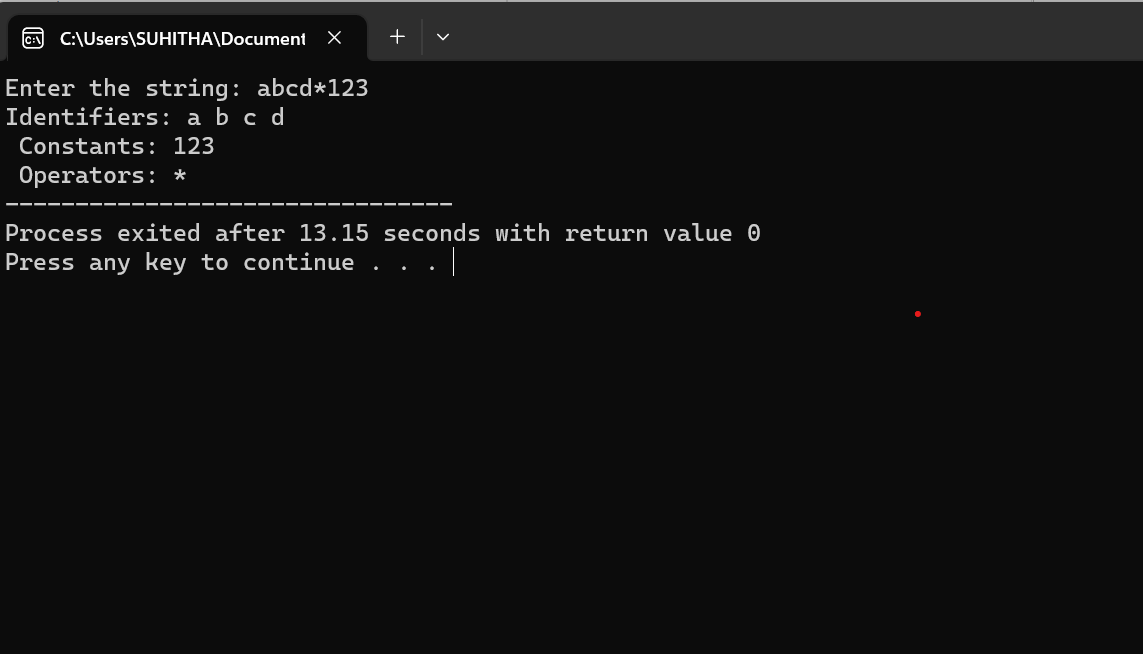 C:\Users\SUHITHA\Document
Enter the string: abcd*123
Identifiers: a b c d
 Constants: 123
 Operators: *
--------------------------------
Process exited after 13.15 seconds with return value 0
Press any key to continue . . .